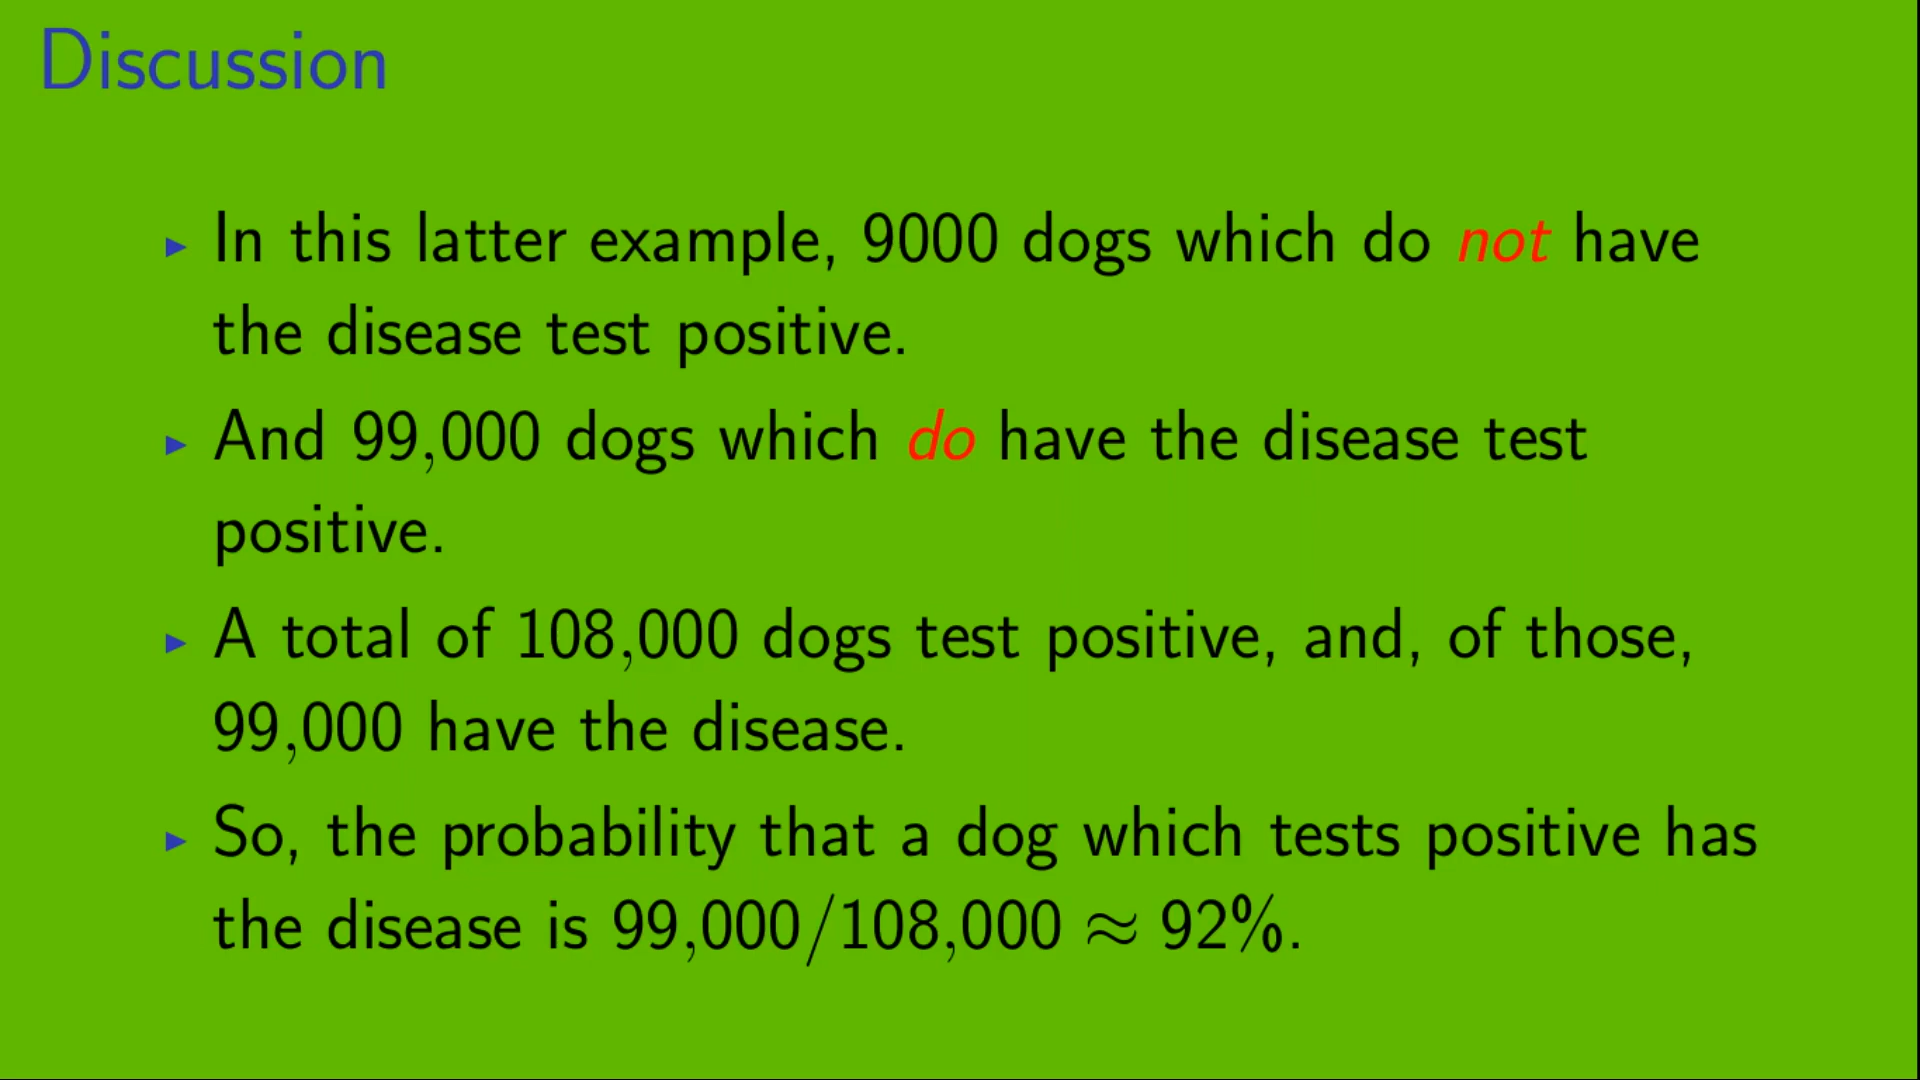 Discussion
▶ In this latter example, 9000 dogs which do not have
the disease test positive.
▶ And 99,000 dogs which do have the disease test
positive.
▶ A total of 108,000 dogs test positive, and, of those,
99,000 have the disease.
▶ So, the probability that a dog which tests positive has
the disease is 99,000/108,000 ≈ 92%.